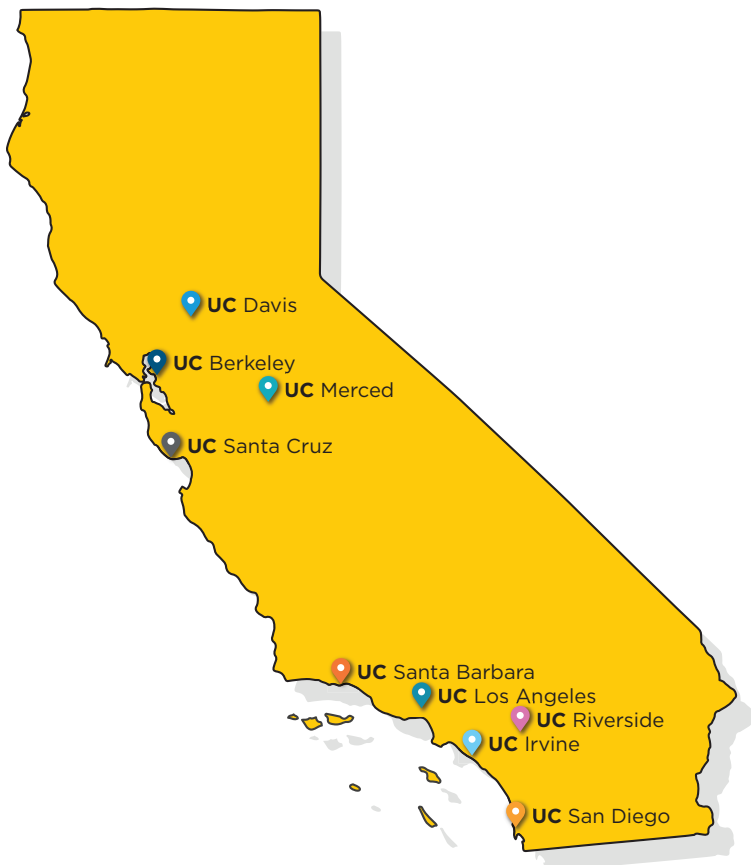 UC Davis
UC Berkeley
UC Merced
UC Santa Cruz
UC Santa Barbara
UC Los Angeles
UC Riverside
UC Irvine
UC San Diego